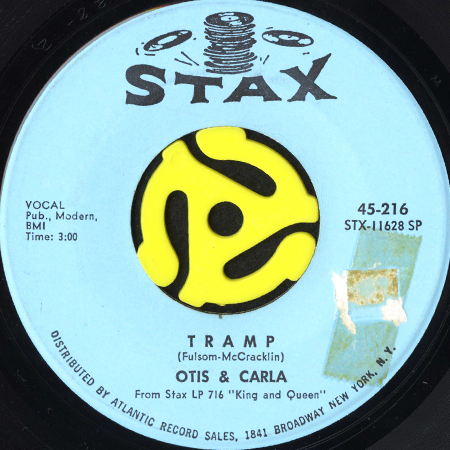 STAX
VOCAL
Pub., Modern,
BMI
Time: 3:00
45-216
STX-11628 SP
TRAMP
(Fulsom-McCracklin)
OTIS & CARLA
From Stax LP 716 "King and Queen"
DISTRIBUTED BY ATLANTIC RECORD SALES, 1841 BROADWAY NEW YORK, N. Y.